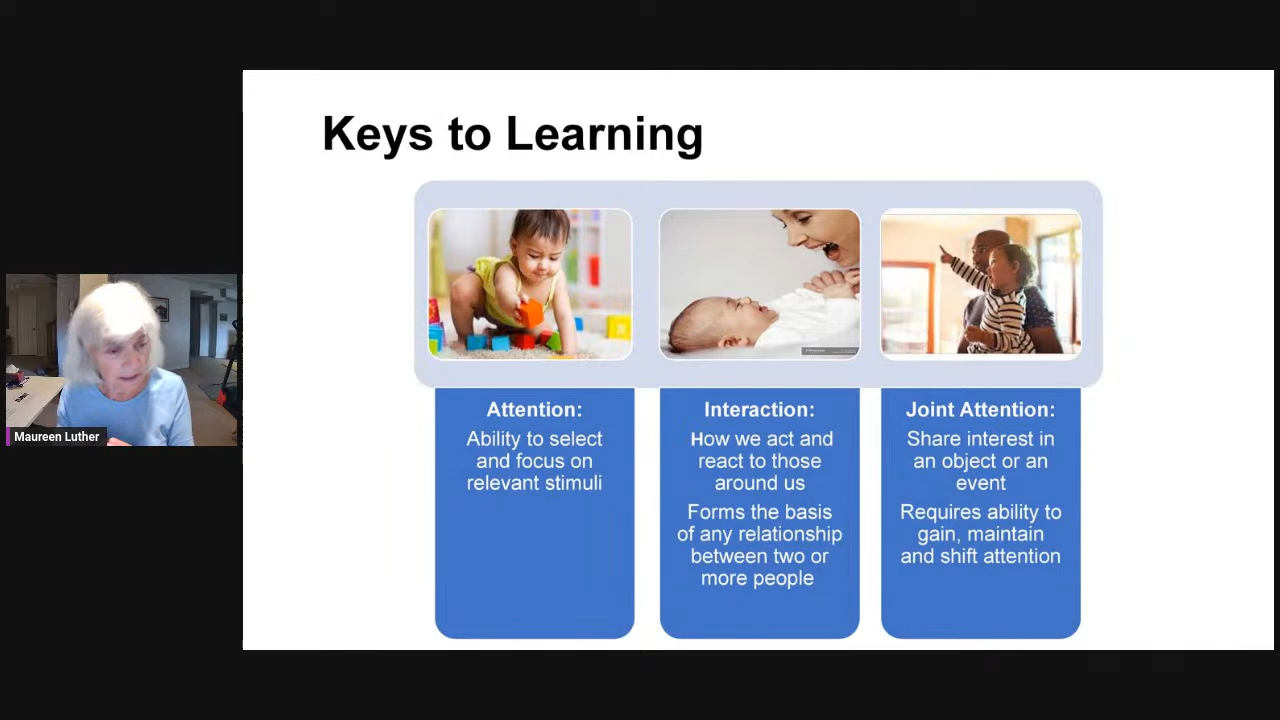 Keys to Learning
Attention:
Ability to select
and focus on
relevant stimuli
Interaction:
How we act and
react to those
around us
Forms the basis
of any relationship
between two or
more people
Joint Attention:
Share interest in
an object or an
event
Requires ability to
gain, maintain
and shift attention
Maureen Luther